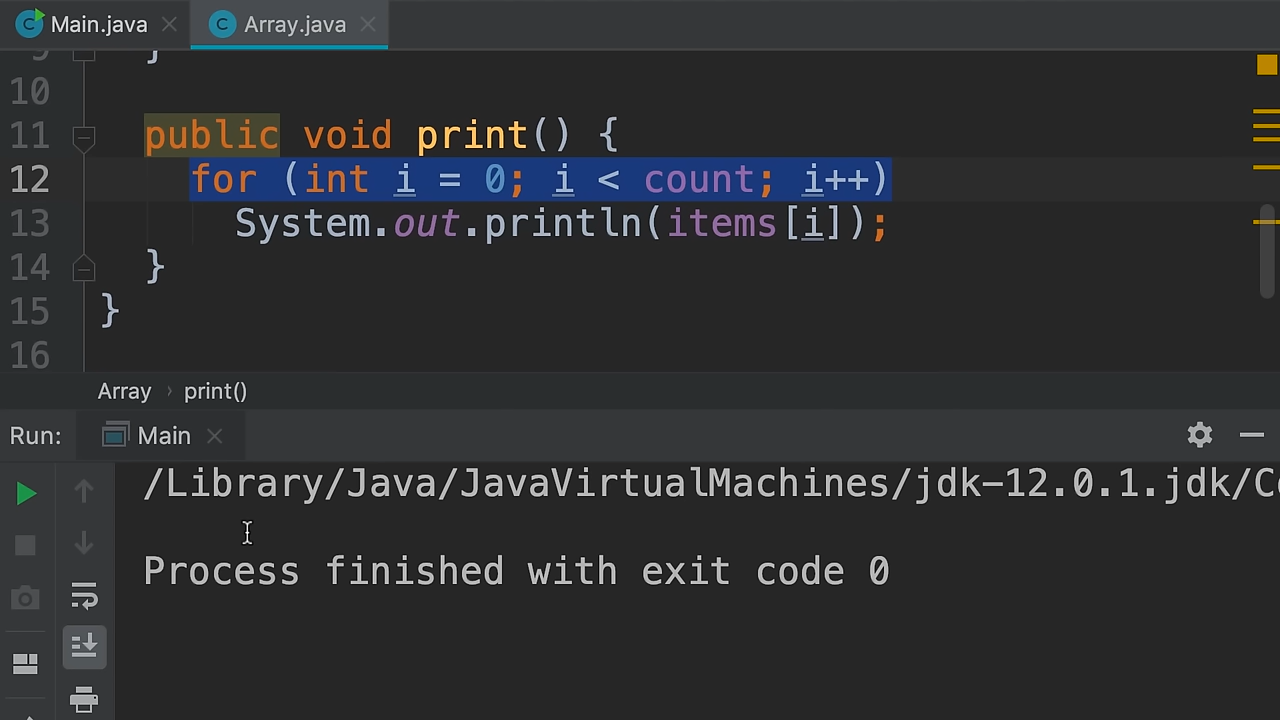 Main.java
Array.java
9 }
10
11 public void print() {
12 for (int i = 0; i < count; i++)
13 System.out.println(items[i]);
14 }
15 }
16
Array › print()
Run: Main
/Library/Java/JavaVirtualMachines/jdk-12.0.1.jdk/Co
Process finished with exit code 0